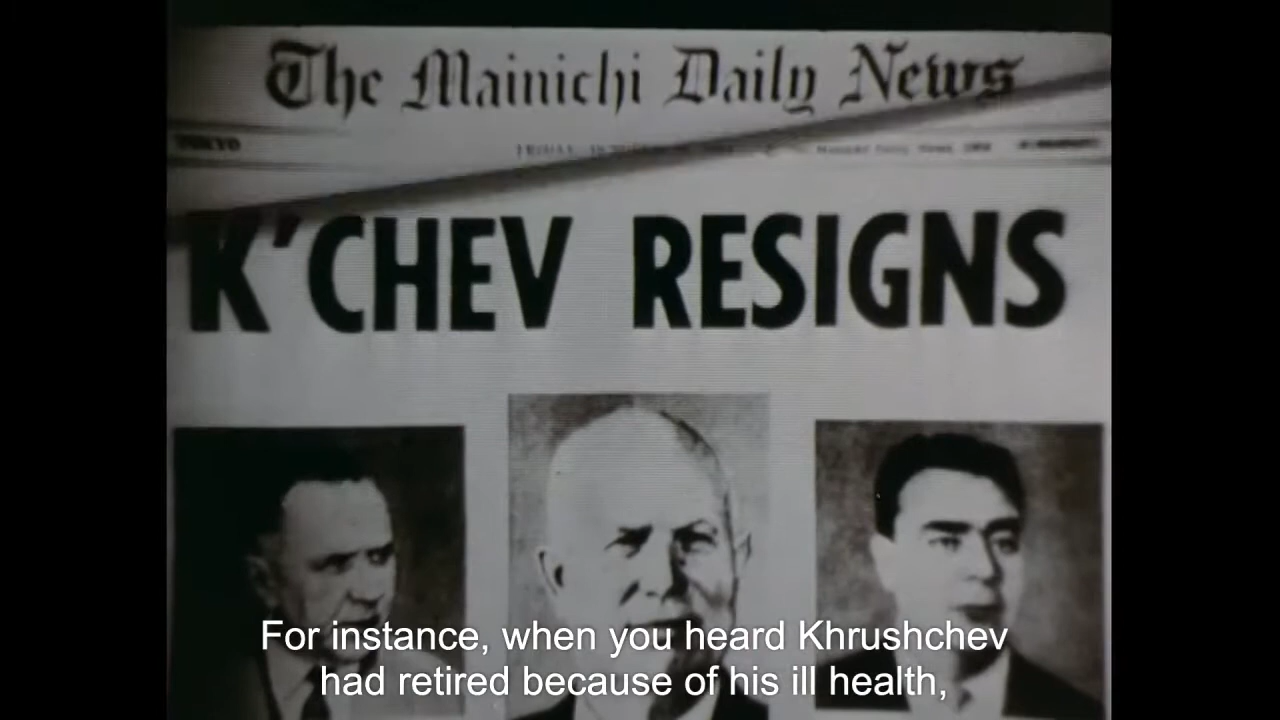 The Mainichi Daily News
TOKYO
K'CHEV RESIGNS
For instance, when you heard Khrushchev
had retired because of his ill health,